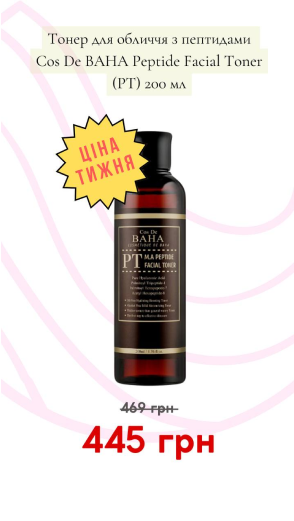 Тонер для обличчя з пептидами
Cos De BAHA Peptide Facial Toner
(PT) 200 мл
ЦІНА
ТИЖНЯ
Cos De
BAHA
PT M.A PEPTIDE
FACIAL TONER
469 грн
445 грн